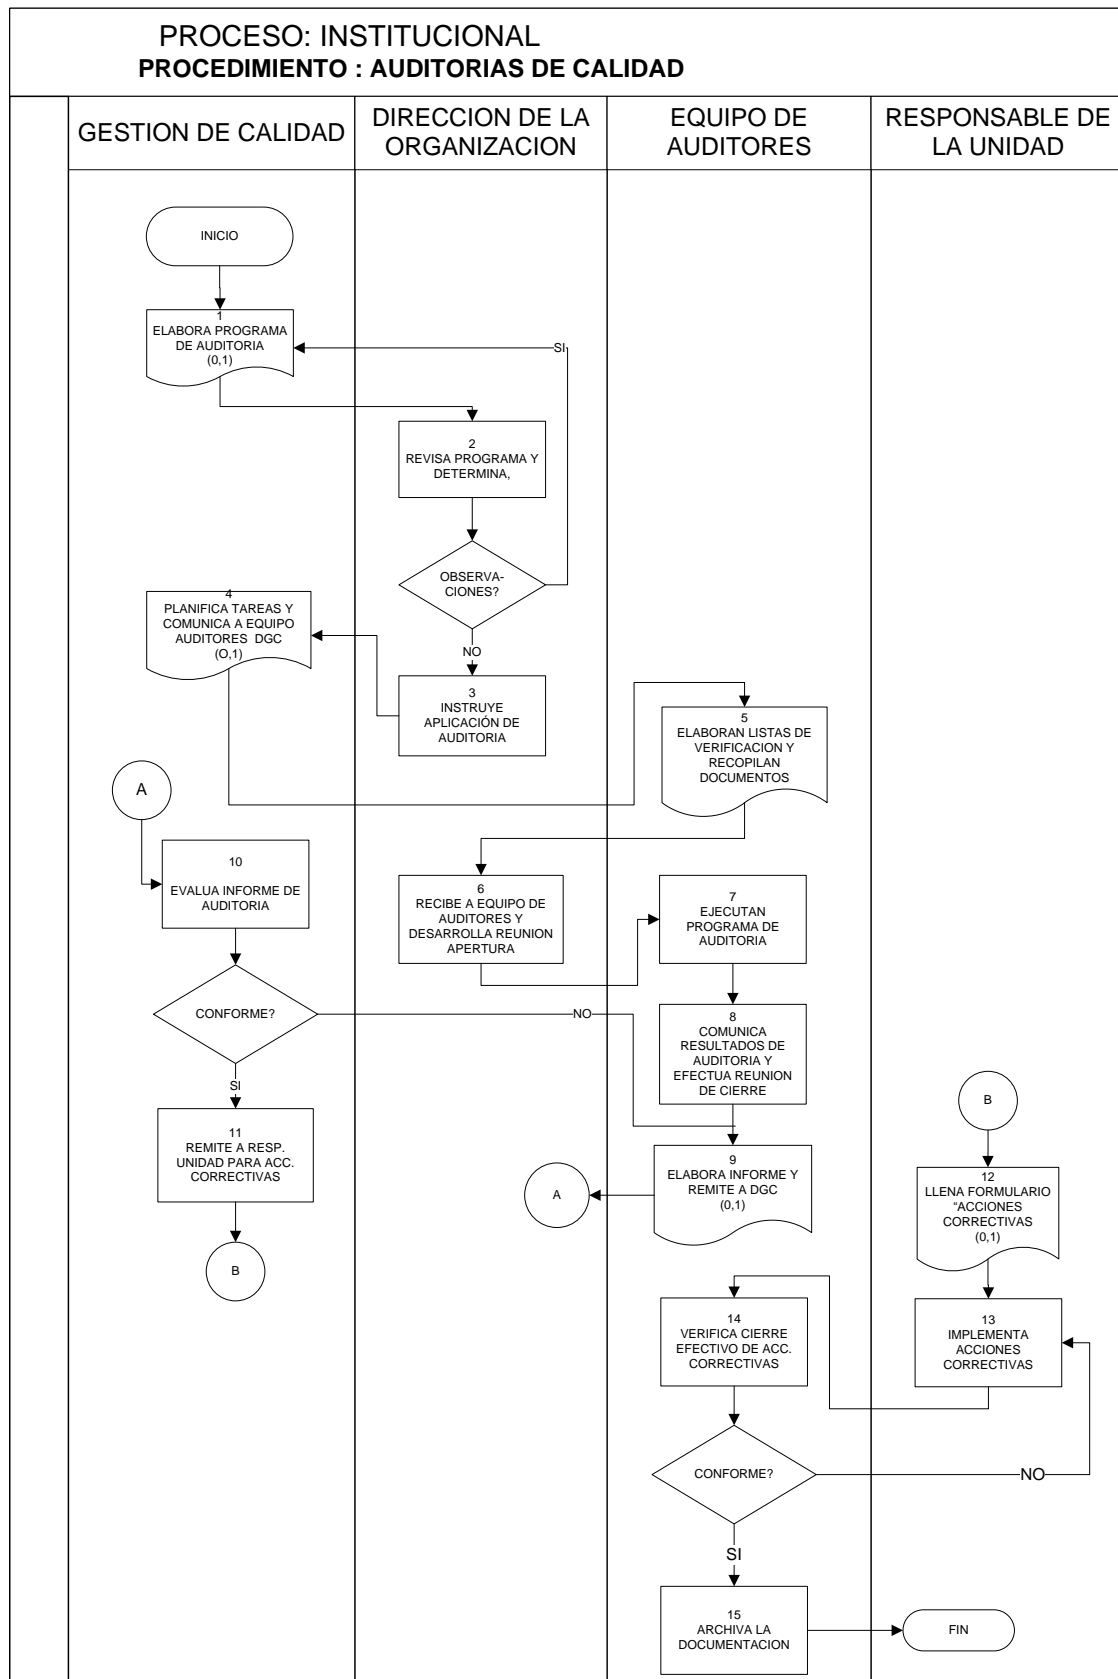 PROCESO: INSTITUCIONAL
PROCEDIMIENTO : AUDITORIAS DE CALIDAD
GESTION DE CALIDAD
DIRECCION DE LA
ORGANIZACION
EQUIPO DE
AUDITORES
RESPONSABLE DE
LA UNIDAD
INICIO
1
ELABORA PROGRAMA
DE AUDITORIA
(0,1)
SI
2
REVISA PROGRAMA Y
DETERMINA,
OBSERVA-
CIONES?
NO
3
INSTRUYE
APLICACIÓN DE
AUDITORIA
4
PLANIFICA TAREAS Y
COMUNICA A EQUIPO
AUDITORES DGC
(O,1)
5
ELABORAN LISTAS DE
VERIFICACION Y
RECOPILAN
DOCUMENTOS
6
RECIBE A EQUIPO DE
AUDITORES Y
DESARROLLA REUNION
APERTURA
7
EJECUTAN
PROGRAMA DE
AUDITORIA
8
COMUNICA
RESULTADOS DE
AUDITORIA Y
EFECTUA REUNION
DE CIERRE
9
ELABORA INFORME Y
REMITE A DGC
(0,1)
A
A
10
EVALUA INFORME DE
AUDITORIA
CONFORME?
NO
SI
11
REMITE A RESP.
UNIDAD PARA ACC.
CORRECTIVAS
B
B
12
LLENA FORMULARIO
“ACCIONES
CORRECTIVAS
(0,1)
13
IMPLEMENTA
ACCIONES
CORRECTIVAS
14
VERIFICA CIERRE
EFECTIVO DE ACC.
CORRECTIVAS
CONFORME?
NO
SI
15
ARCHIVA LA
DOCUMENTACION
FIN